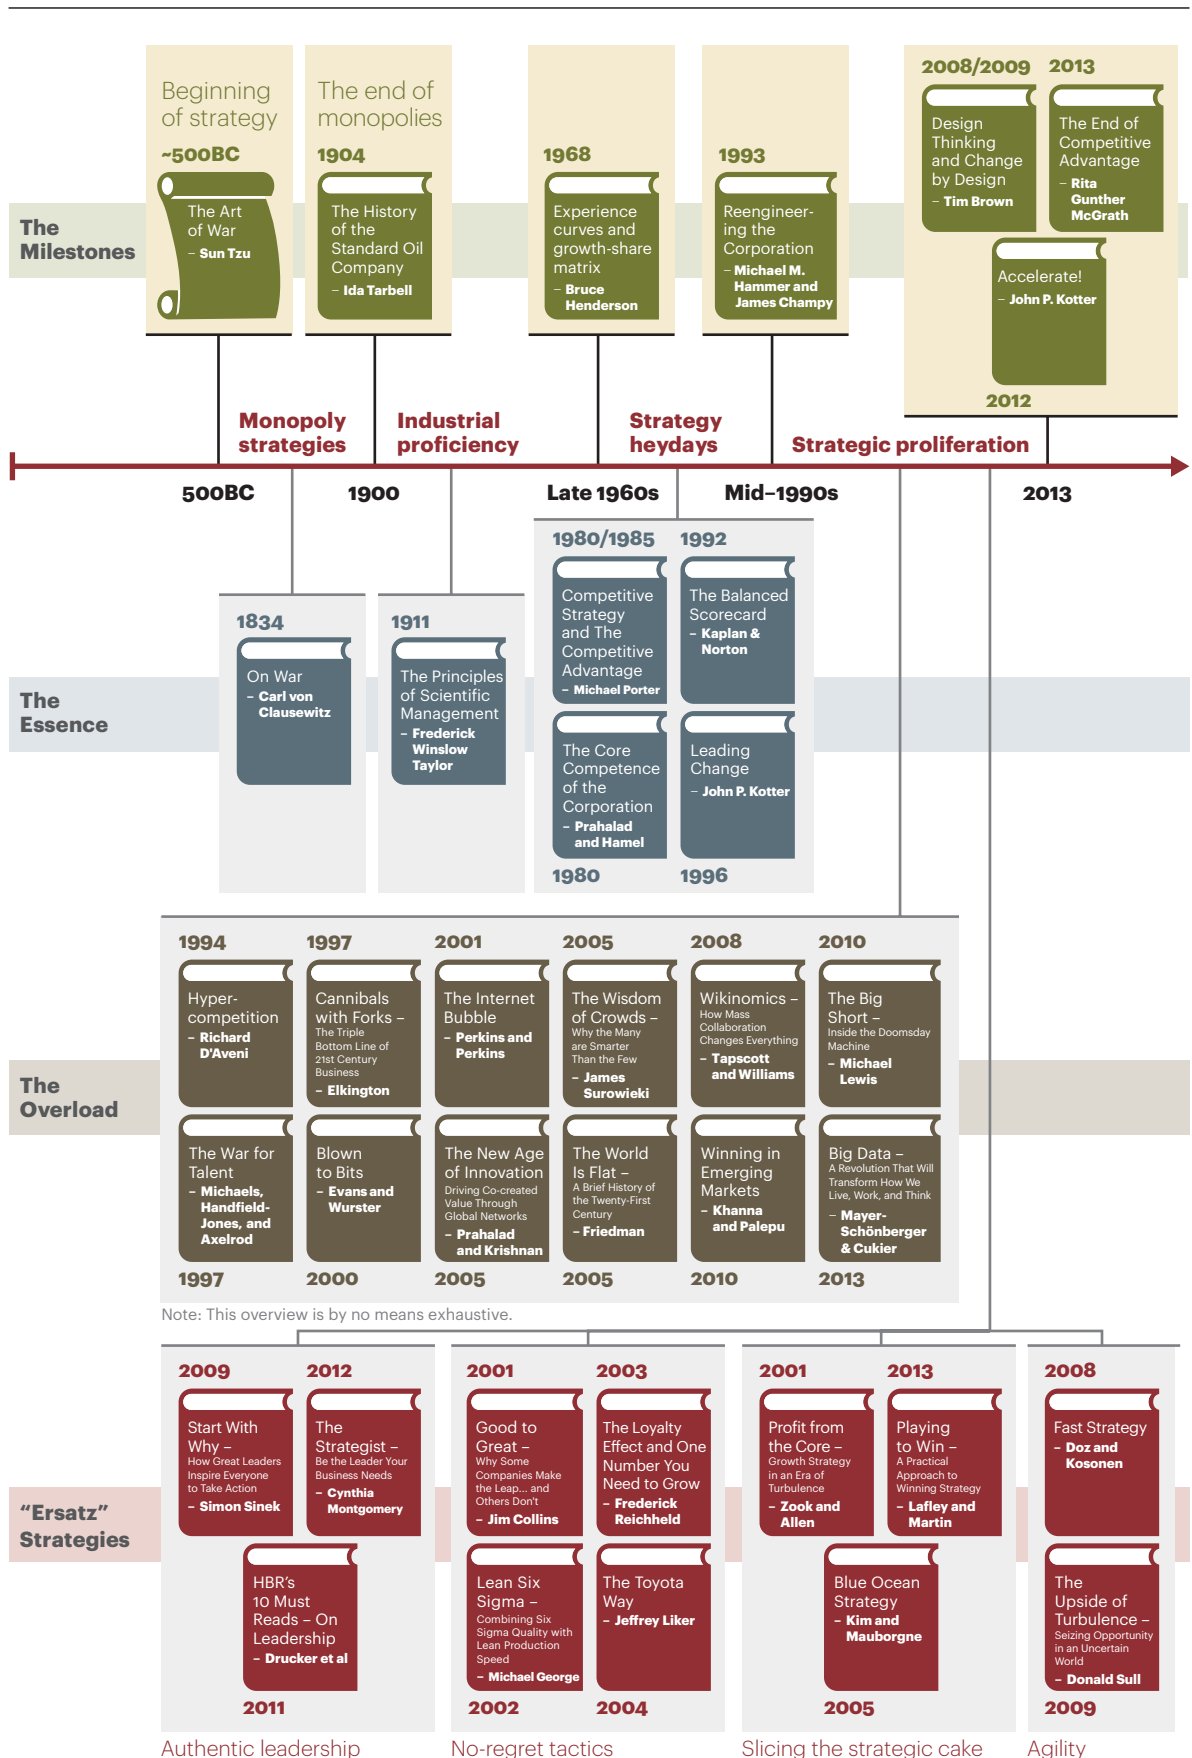 Beginning
of strategy
~500BC
The Art
of War
– Sun Tzu
The end of
monopolies
1904
The History
of the
Standard Oil
Company
– Ida Tarbell
1968
Experience
curves and
growth-share
matrix
– Bruce
Henderson
1993
Reengineer-
ing the
Corporation
– Michael M.
Hammer and
James Champy
2008/2009
Design
Thinking
and Change
by Design
– Tim Brown
2013
The End of
Competitive
Advantage
– Rita
Gunther
McGrath
Accelerate!
– John P. Kotter
2012
The
Milestones
Monopoly
strategies
Industrial
proficiency
Strategy
heydays
Strategic proliferation
500BC
1900
Late 1960s
Mid–1990s
2013
The
Essence
1834
On War
– Carl von
Clausewitz
1911
The Principles
of Scientific
Management
– Frederick
Winslow
Taylor
1980/1985
Competitive
Strategy
and The
Competitive
Advantage
– Michael Porter
1992
The Balanced
Scorecard
– Kaplan &
Norton
The Core
Competence
of the
Corporation
– Prahalad
and Hamel
1980
Leading
Change
– John P. Kotter
1996
The
Overload
1994
Hyper-
competition
– Richard
D'Aveni
1997
Cannibals
with Forks –
The Triple
Bottom Line of
21st Century
Business
– Elkington
2001
The Internet
Bubble
– Perkins and
Perkins
2005
The Wisdom
of Crowds –
Why the Many
are Smarter
Than the Few
– James
Surowieki
2008
Wikinomics –
How Mass
Collaboration
Changes Everything
– Tapscott
and Williams
2010
The Big
Short –
Inside the Doomsday
Machine
– Michael
Lewis
The War for
Talent
– Michaels,
Handfield-
Jones, and
Axelrod
1997
Blown
to Bits
– Evans and
Wurster
2000
The New Age
of Innovation
Driving Co-created
Value Through
Global Networks
– Prahalad
and Krishnan
2005
The World
Is Flat –
A Brief History of
the Twenty-First
Century
– Friedman
2005
Winning in
Emerging
Markets
– Khanna
and Palepu
2010
Big Data –
A Revolution That Will
Transform How We
Live, Work, and Think
– Mayer-
Schönberger
& Cukier
2013
Note: This overview is by no means exhaustive.
"Ersatz"
Strategies
2009
Start With
Why –
How Great Leaders
Inspire Everyone
to Take Action
– Simon Sinek
2012
The
Strategist –
Be the Leader Your
Business Needs
– Cynthia
Montgomery
HBR's
10 Must
Reads – On
Leadership
– Drucker et al
2011
Authentic leadership
2001
Good to
Great –
Why Some
Companies Make
the Leap... and
Others Don't
– Jim Collins
2003
The Loyalty
Effect and One
Number You
Need to Grow
– Frederick
Reichheld
Lean Six
Sigma –
Combining Six
Sigma Quality with
Lean Production
Speed
– Michael George
2002
The Toyota
Way
– Jeffrey Liker
2004
No-regret tactics
2001
Profit from
the Core –
Growth Strategy
in an Era of
Turbulence
– Zook and
Allen
2013
Playing
to Win –
A Practical
Approach to
Winning Strategy
– Lafley and
Martin
Blue Ocean
Strategy
– Kim and
Mauborgne
2005
Slicing the strategic cake
2008
Fast Strategy
– Doz and
Kosonen
The
Upside of
Turbulence –
Seizing Opportunity
in an Uncertain
World
– Donald Sull
2009
Agility